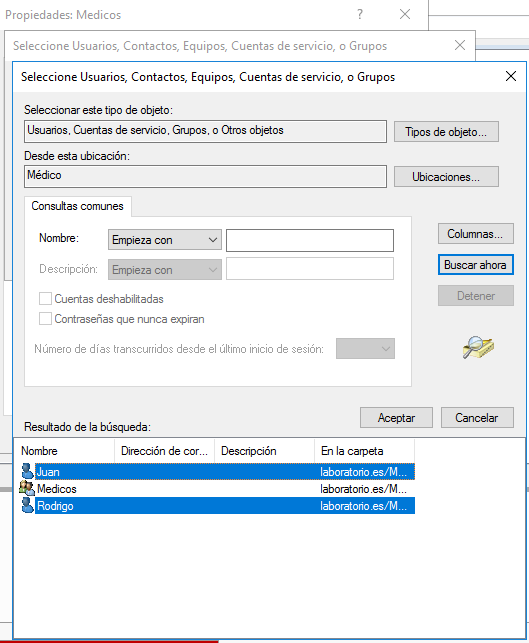 Propiedades: Medicos
?
Seleccione Usuarios, Contactos, Equipos, Cuentas de servicio, o Grupos
Seleccione Usuarios, Contactos, Equipos, Cuentas de servicio, o Grupos
Seleccionar este tipo de objeto:
Usuarios, Cuentas de servicio, Grupos, o Otros objetos
Tipos de objeto...
Desde esta ubicación:
Médico
Ubicaciones...
Consultas comunes
Nombre: Empieza con
Columnas...
Descripción: Empieza con
Buscar ahora
Cuentas deshabilitadas
Detener
Contraseñas que nunca expiran
Número de días transcurridos desde el último inicio de sesión:
Aceptar Cancelar
Resultado de la búsqueda:
Nombre Dirección de cor... Descripción En la carpeta
Juan laboratorio.es/M...
Medicos laboratorio.es/M...
Rodrigo laboratorio.es/M...